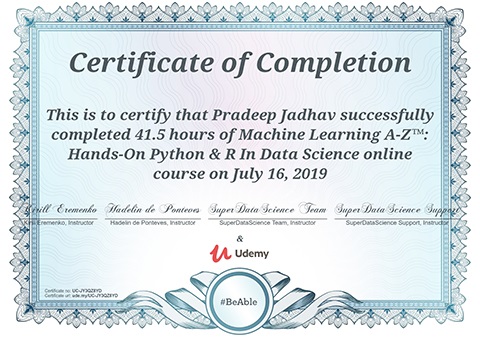 Certificate of Completion
This is to certify that Pradeep Jadhav successfully
completed 41.5 hours of Machine Learning A-Z™:
Hands-On Python & R In Data Science online
course on July 16, 2019
Kirill Eremenko Hadelin de Ponteves SuperDataScience Team SuperDataScience Support
Kirill Eremenko, Instructor Hadelin de Ponteves, Instructor SuperDataScience Team, Instructor SuperDataScience Support, Instructor
&
Udemy
Certificate no: UC-JY3QZ8YD
Certificate url: ude.my/UC-JY3QZ8YD
#BeAble